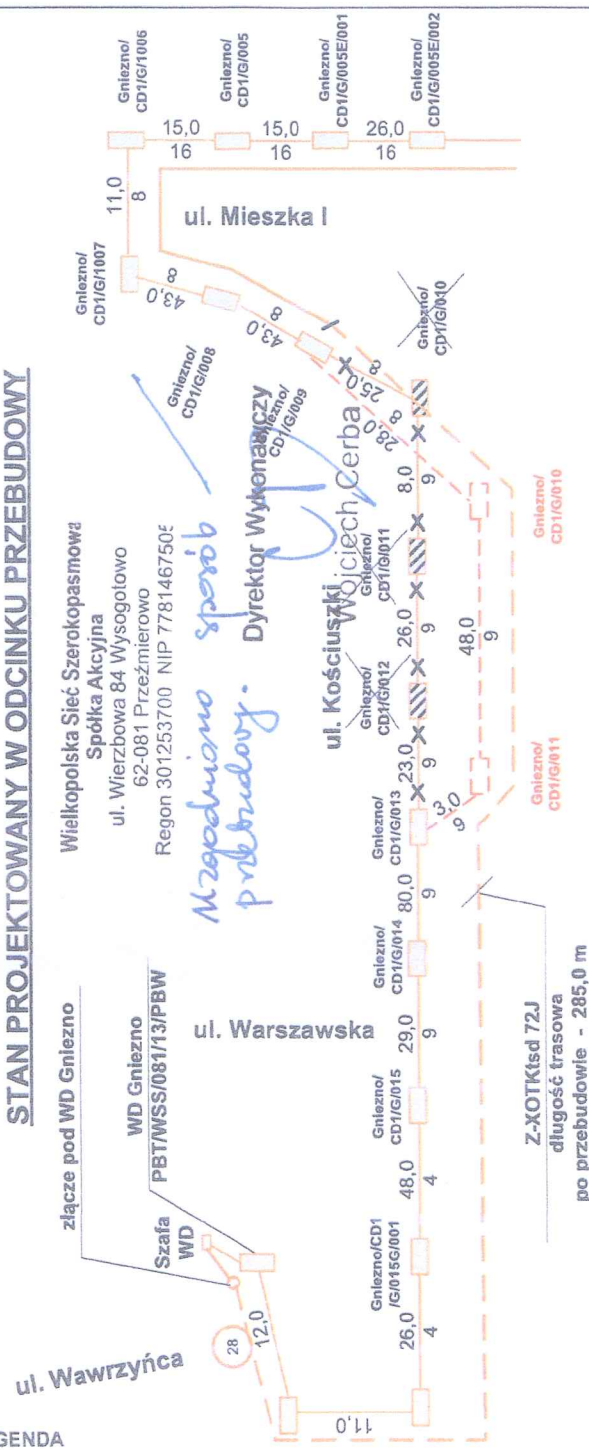 STAN PROJEKTOWANY W ODCINKU PRZEBUDOWY
złącze pod WD Gniezno
WD Gniezno
PBT/WSS/081/13/PBW
Szafa
WD
ul. Wawrzyńca
28
12,0
11,0
Wielkopolska Sieć Szerokopasmowa
Spółka Akcyjna
ul. Wierzbowa 84 Wysogotowo
62-081 Przeźmierowo
Regon 301253700 NIP 7781467505
Uzgodniono sposób
przebudowy.
Dyrektor Wykonawczy
Wojciech Cerba
ul. Warszawska
ul. Kościuszki
ul. Mieszka I
Gniezno/
CD1/G/1006
Gniezno/
CD1/G/005
Gniezno/
CD1/G/005E/001
Gniezno/
CD1/G/005E/002
15,0
16
15,0
16
26,0
16
11,0
8
Gniezno/
CD1/G/1007
43,0
8
Gniezno/
CD1/G/008
43,0
8
Gniezno/
CD1/G/009
25,0
8
28,0
8
Gniezno/
CD1/G/010
8,0
9
Gniezno/
CD1/G/011
26,0
9
Gniezno/
CD1/G/012
23,0
9
Gniezno/
CD1/G/013
80,0
9
Gniezno/
CD1/G/014
29,0
9
Gniezno/
CD1/G/015
48,0
4
Gniezno/CD1
/G/015G/001
26,0
4
3,0
9
48,0
9
Gniezno/
CD1/G/010
Gniezno/
CD1/G/011
Z-XOTKtsd 72J
długość trasowa
po przebudowie - 285,0 m
GENDA